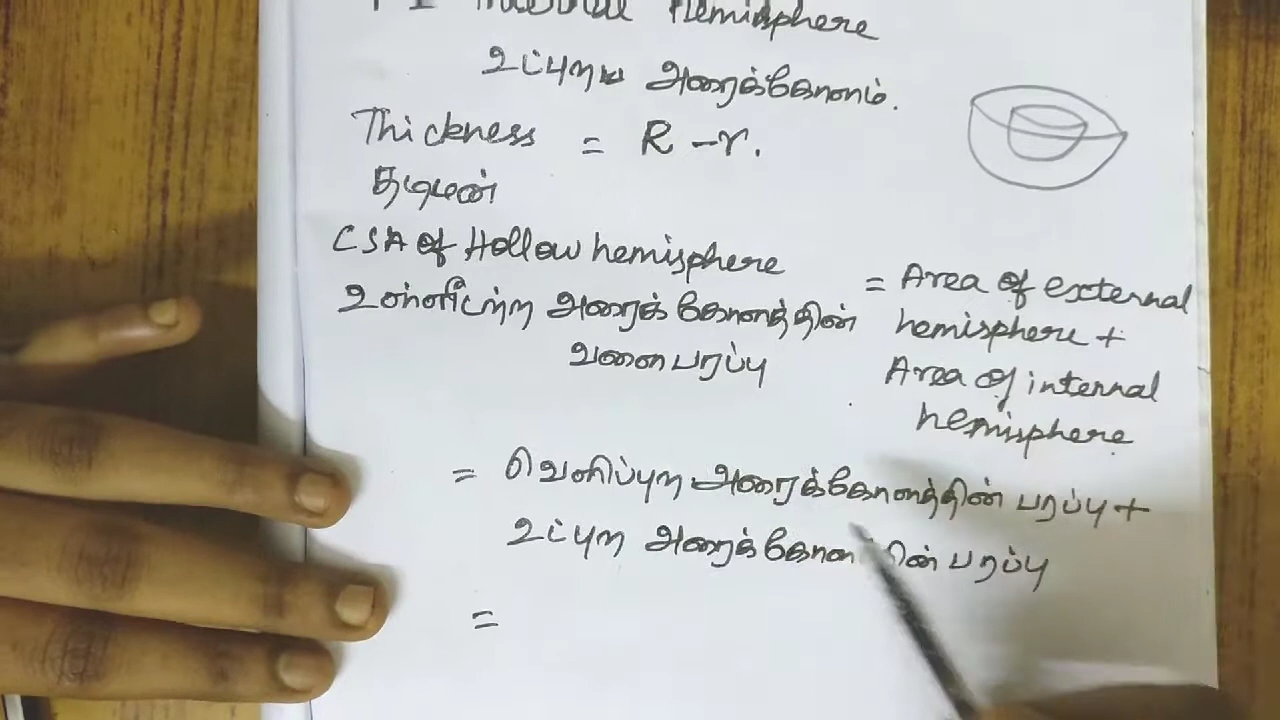 Internal Hemisphere
உட்புற அரைக்கோளம்.
Thickness = R - r.
தடிமன்
CSA of Hollow hemisphere
உள்ளீடற்ற அரைக் கோளத்தின்
வளைபரப்பு
= Area of external
hemisphere +
Area of internal
hemisphere
= வெளிப்புற அரைக்கோளத்தின் பரப்பு +
உட்புற அரைக்கோளத்தின் பரப்பு
=